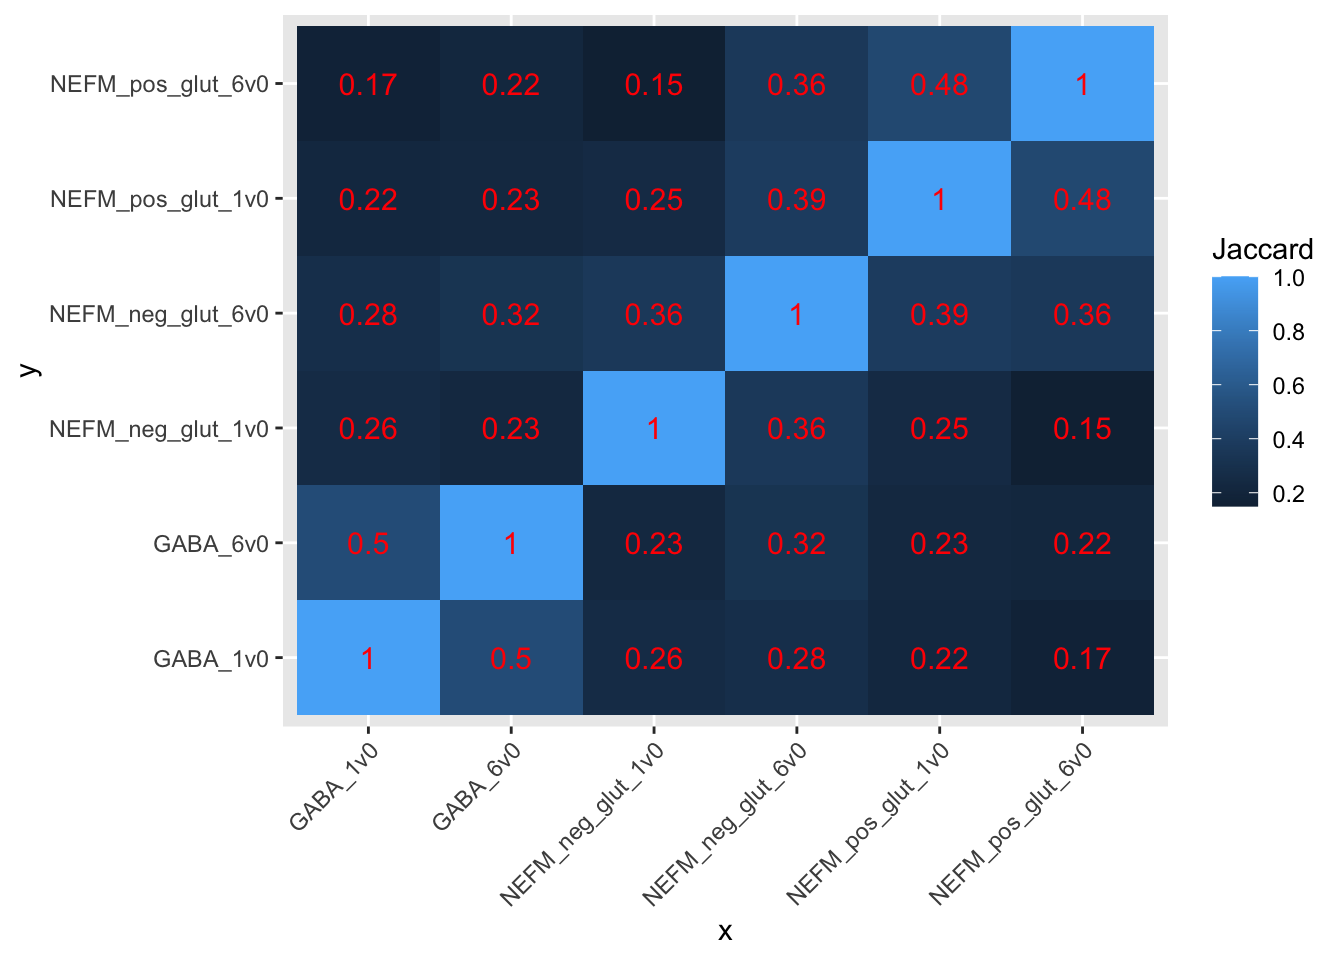 NEFM_pos_glut_6v0 0.17 0.22 0.15 0.36 0.48 1
NEFM_pos_glut_1v0 0.22 0.23 0.25 0.39 1 0.48
NEFM_neg_glut_6v0 0.28 0.32 0.36 1 0.39 0.36
NEFM_neg_glut_1v0 0.26 0.23 1 0.36 0.25 0.15
GABA_6v0 0.5 1 0.23 0.32 0.23 0.22
GABA_1v0 1 0.5 0.26 0.28 0.22 0.17
y
GABA_1v0
GABA_6v0
NEFM_neg_glut_1v0
NEFM_neg_glut_6v0
NEFM_pos_glut_1v0
NEFM_pos_glut_6v0
x
Jaccard
1.0
0.8
0.6
0.4
0.2